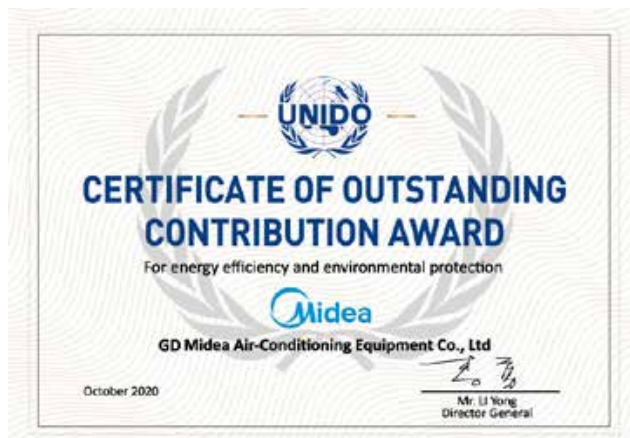 UNIDO
CERTIFICATE OF OUTSTANDING
CONTRIBUTION AWARD
For energy efficiency and environmental protection
Midea
GD Midea Air-Conditioning Equipment Co., Ltd
October 2020
Mr. LI Yong
Director General